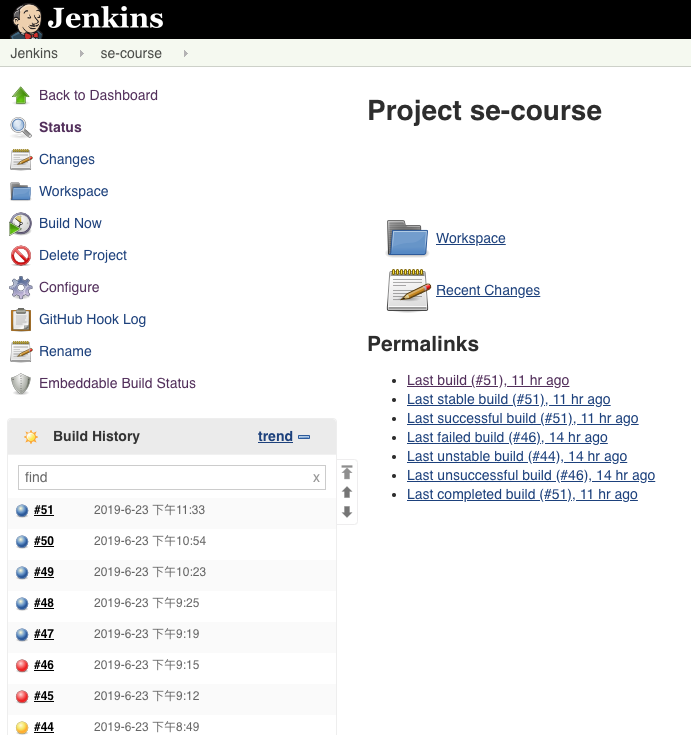 Jenkins
Jenkins se-course
Back to Dashboard
Status
Changes
Workspace
Build Now
Delete Project
Configure
GitHub Hook Log
Rename
Embeddable Build Status
Build History trend
find x
#51 2019-6-23 下午11:33
#50 2019-6-23 下午10:54
#49 2019-6-23 下午10:23
#48 2019-6-23 下午9:25
#47 2019-6-23 下午9:19
#46 2019-6-23 下午9:15
#45 2019-6-23 下午9:12
#44 2019-6-23 下午8:49
Project se-course
Workspace
Recent Changes
Permalinks
Last build (#51), 11 hr ago
Last stable build (#51), 11 hr ago
Last successful build (#51), 11 hr ago
Last failed build (#46), 14 hr ago
Last unstable build (#44), 14 hr ago
Last unsuccessful build (#46), 14 hr ago
Last completed build (#51), 11 hr ago